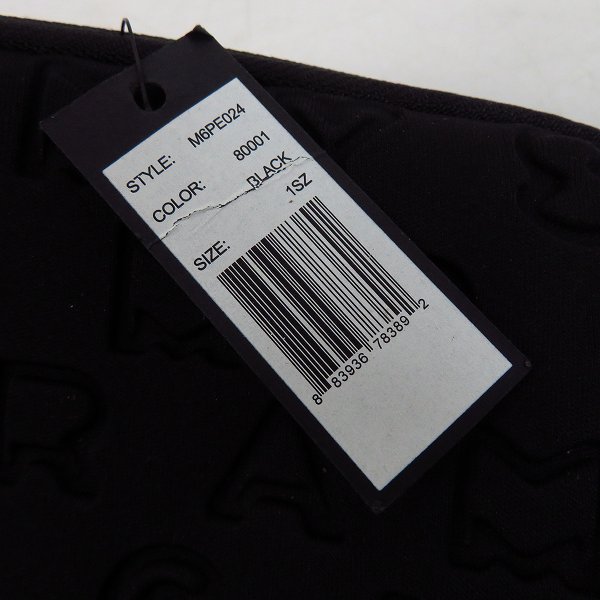 STYLE: M6PE024
COLOR: 80001
BLACK
SIZE: 1SZ
8 83936 78389 2
R A M